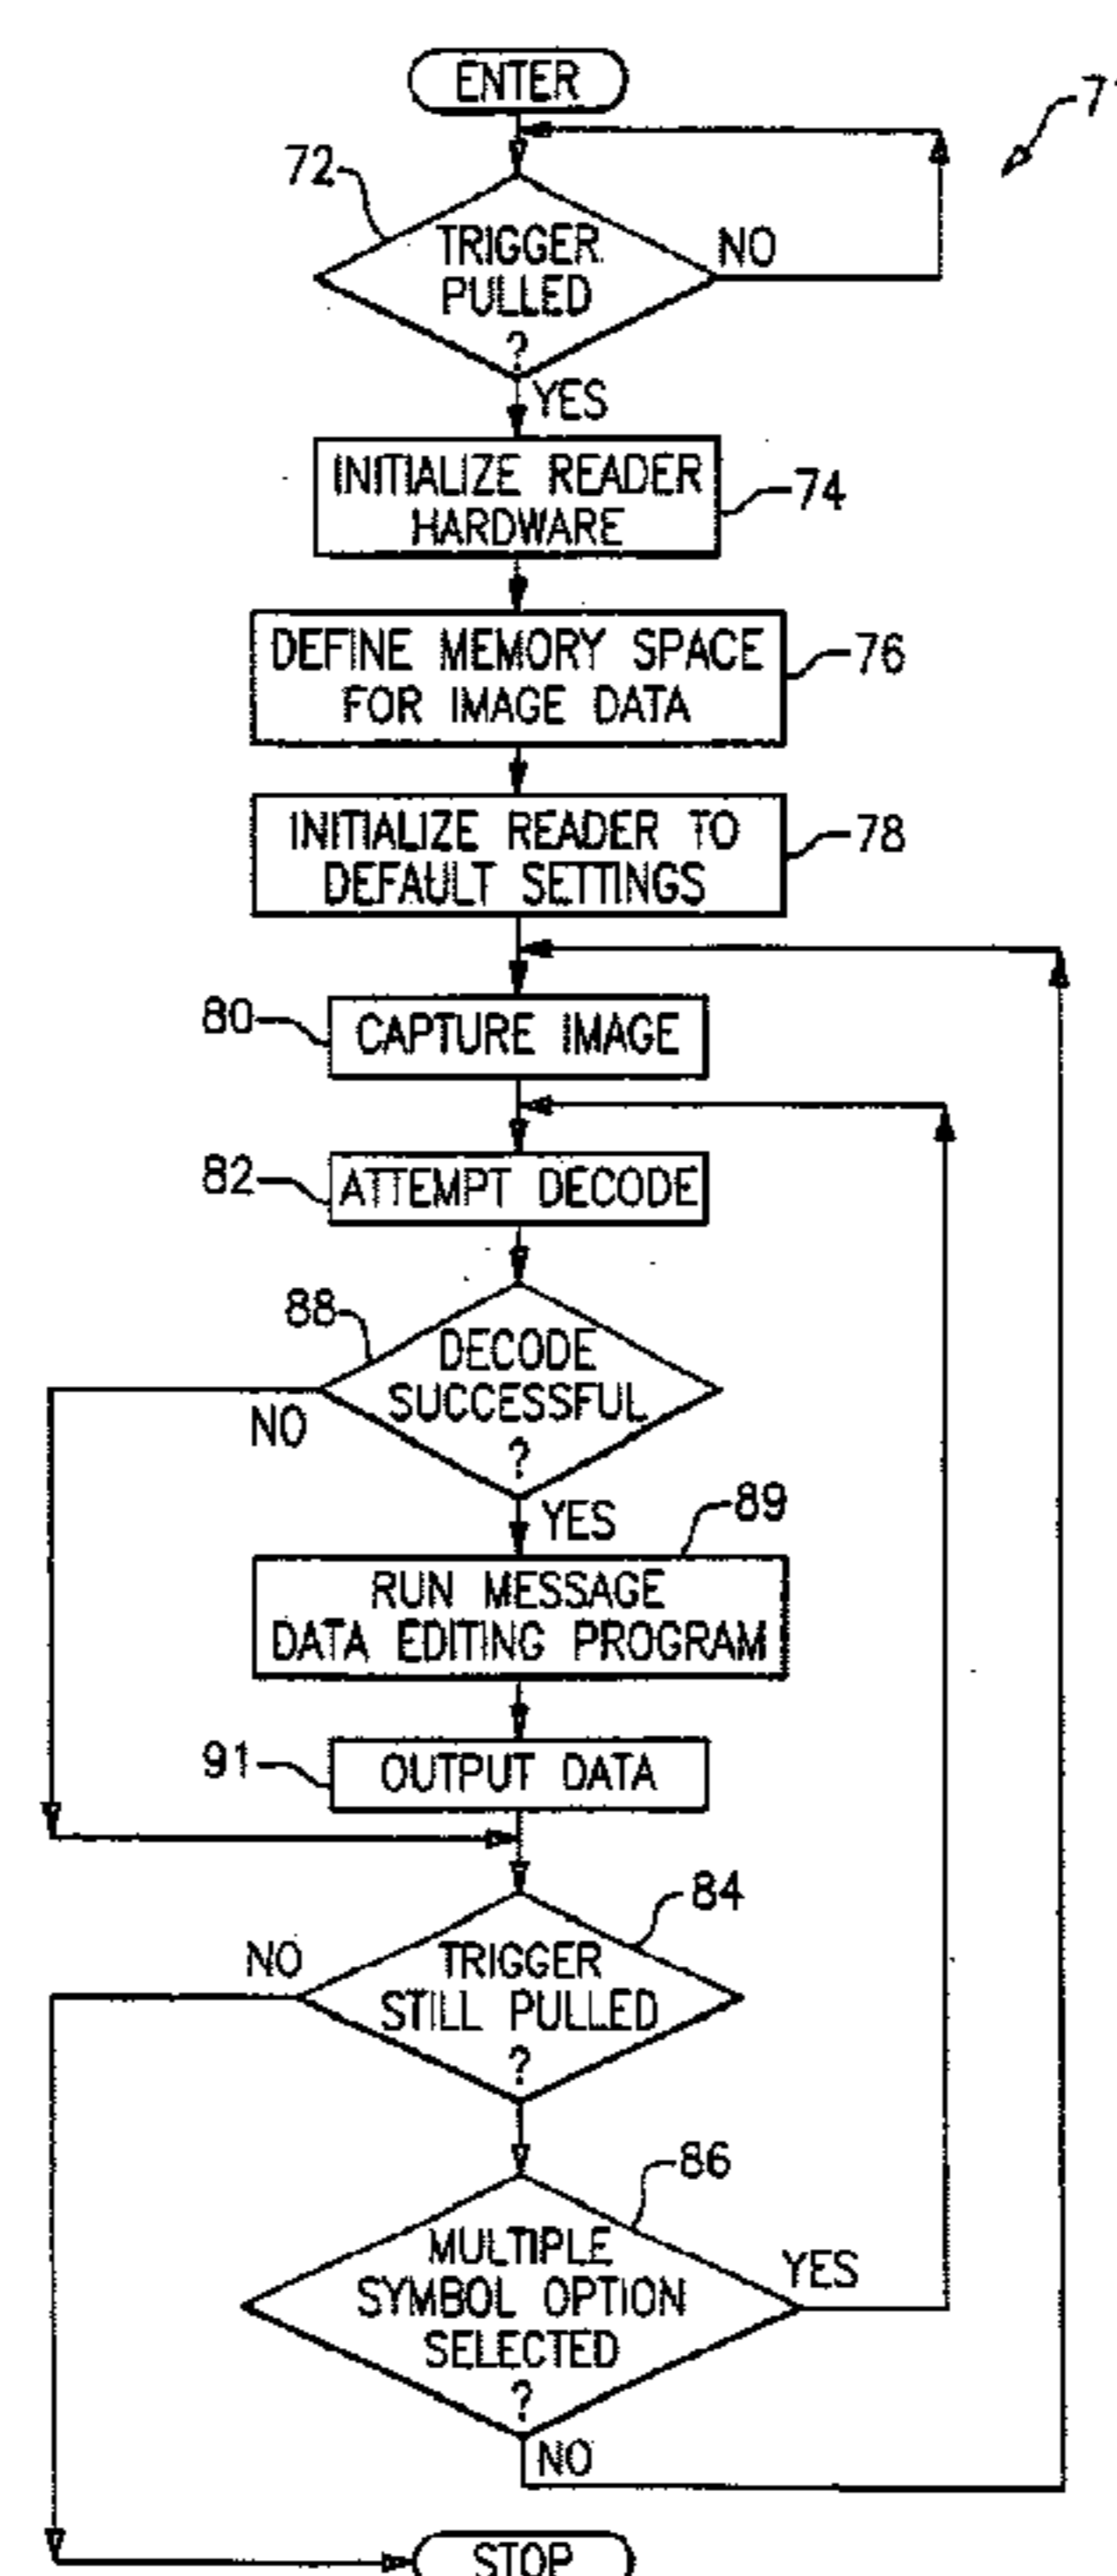 ENTER
71
72
TRIGGER
PULLED
?
NO
YES
INITIALIZE READER
HARDWARE
74
DEFINE MEMORY SPACE
FOR IMAGE DATA
76
INITIALIZE READER TO
DEFAULT SETTINGS
78
80
CAPTURE IMAGE
82
ATTEMPT DECODE
88
DECODE
SUCCESSFUL
?
NO
YES
89
RUN MESSAGE
DATA EDITING PROGRAM
91
OUTPUT DATA
84
NO
TRIGGER
STILL PULLED
?
86
MULTIPLE
SYMBOL OPTION
SELECTED
?
YES
NO
STOP